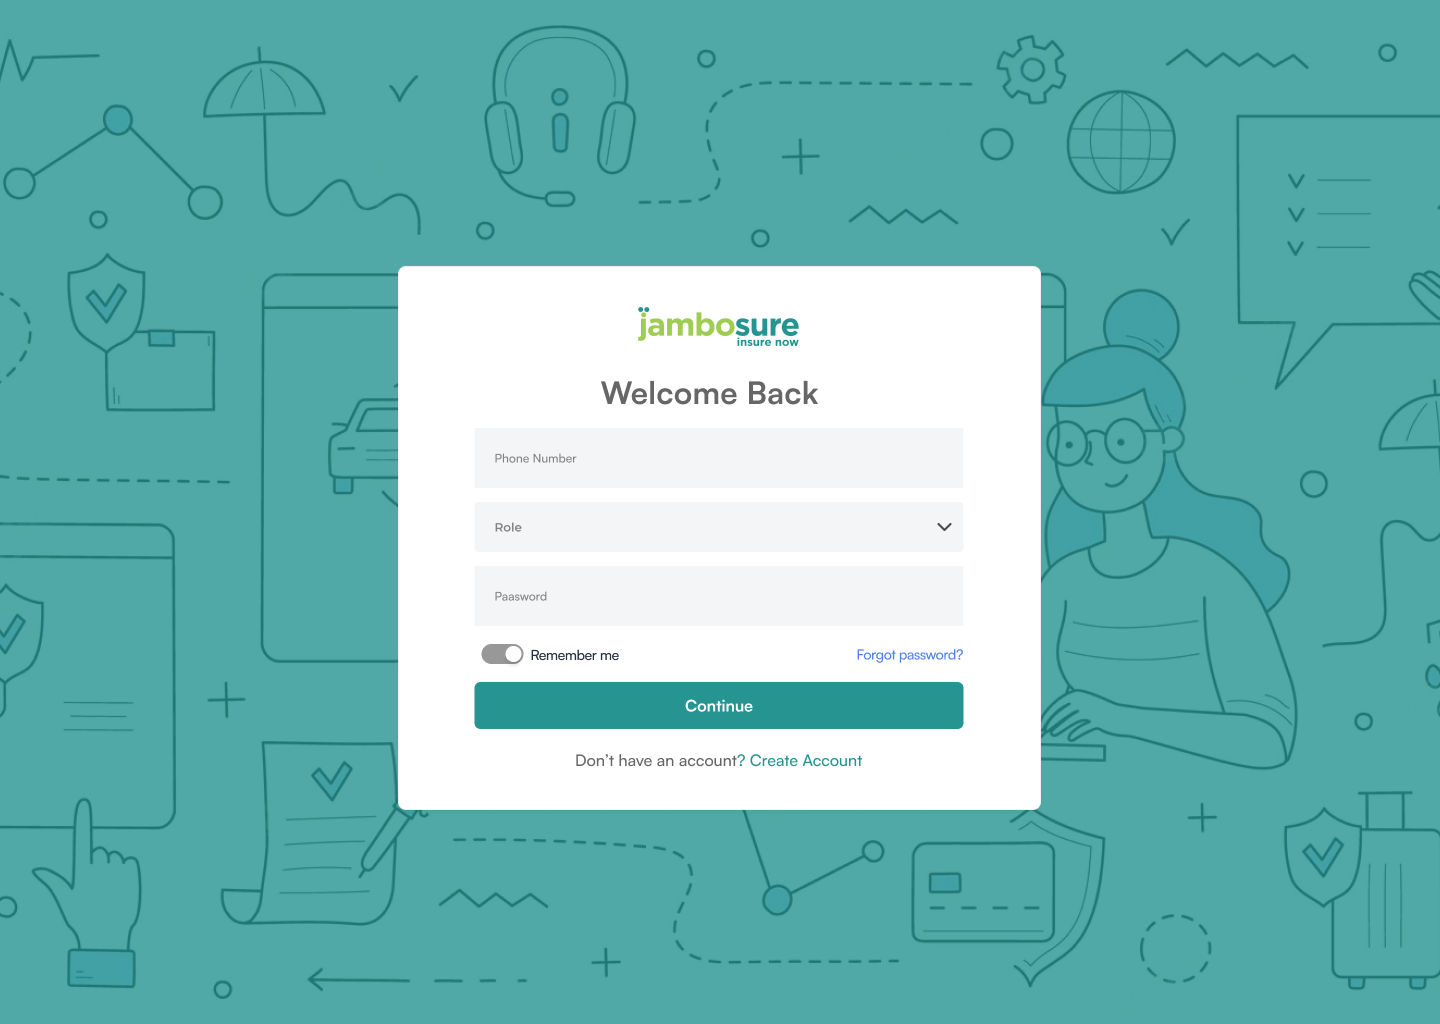 jambosure
insure now
Welcome Back
Phone Number
Role
Paasword
Remember me
Forgot password?
Continue
Don't have an account? Create Account